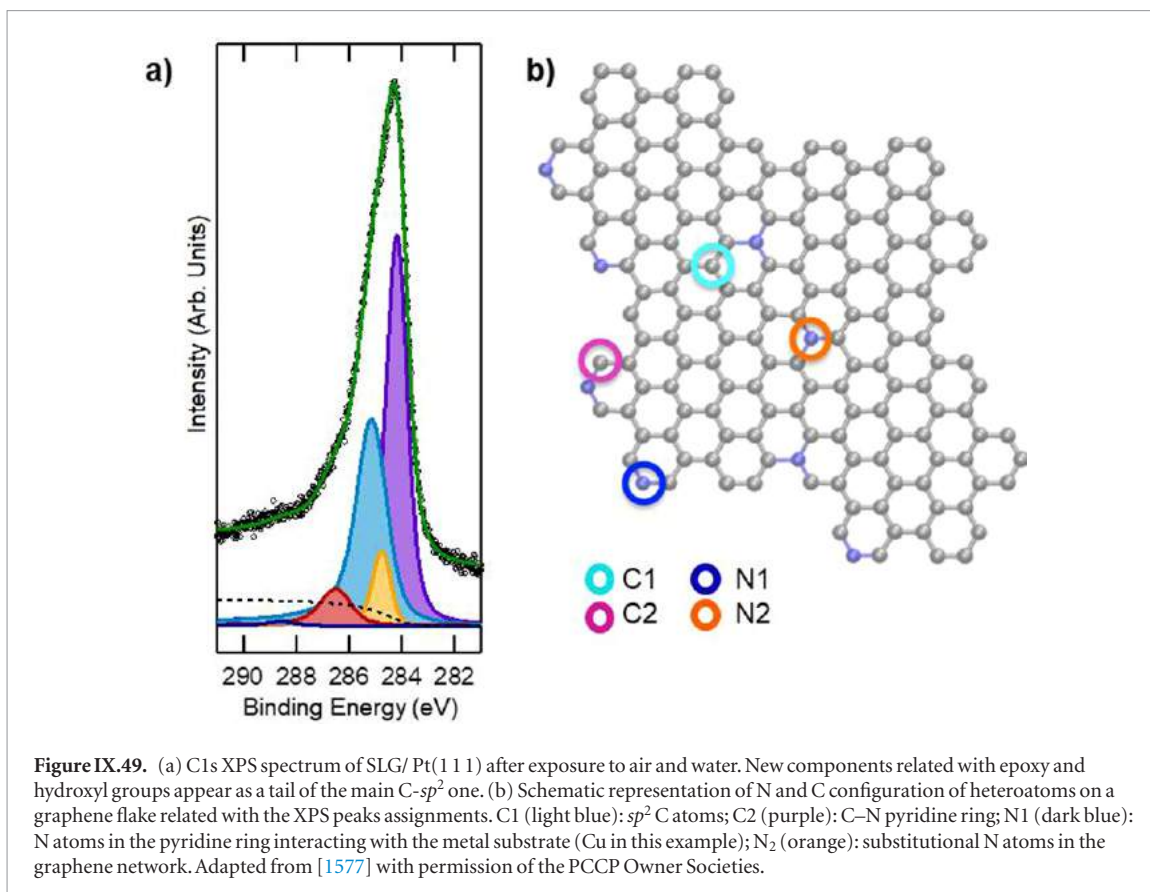 a)
b)
Intensity (Arb. Units)
290 288 286 284 282
Binding Energy (eV)
C1 N1
C2 N2
Figure IX.49. (a) C1s XPS spectrum of SLG/ Pt(1 1 1) after exposure to air and water. New components related with epoxy and
hydroxyl groups appear as a tail of the main C-sp² one. (b) Schematic representation of N and C configuration of heteroatoms on a
graphene flake related with the XPS peaks assignments. C1 (light blue): sp² C atoms; C2 (purple): C–N pyridine ring; N1 (dark blue):
N atoms in the pyridine ring interacting with the metal substrate (Cu in this example); N₂ (orange): substitutional N atoms in the
graphene network. Adapted from [1577] with permission of the PCCP Owner Societies.